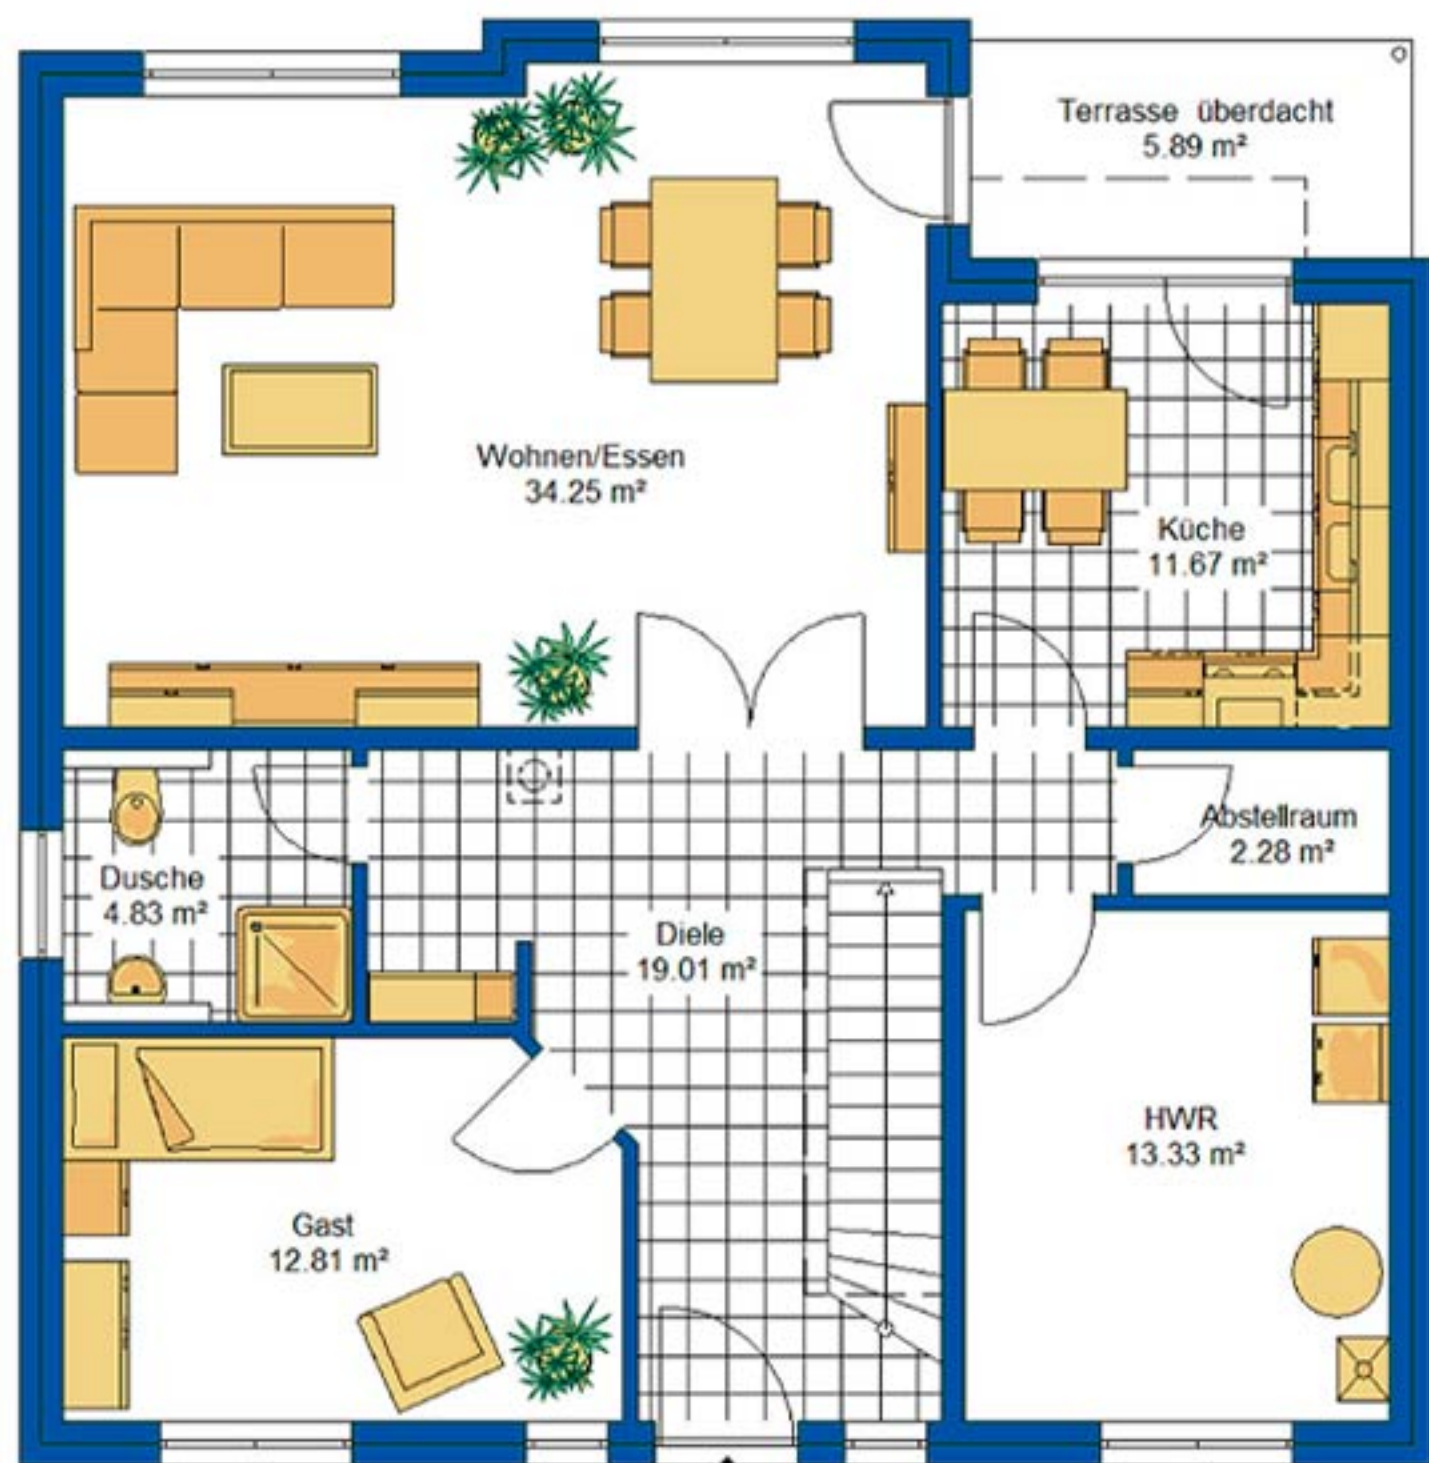 Terrasse überdacht
5.89 m²
Wohnen/Essen
34.25 m²
Küche
11.67 m²
Abstellraum
2.28 m²
Dusche
4.83 m²
Diele
19.01 m²
HWR
13.33 m²
Gast
12.81 m²